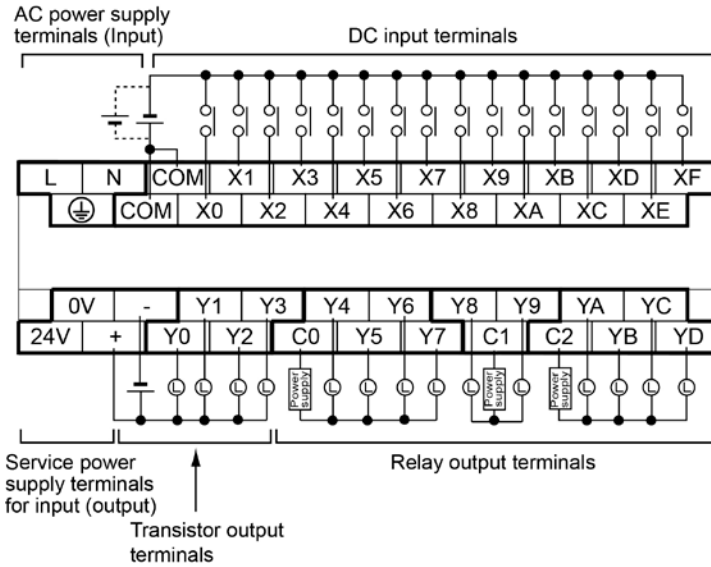 AC power supply
terminals (Input)
DC input terminals
L N COM X1 X3 X5 X7 X9 XB XD XF
COM X0 X2 X4 X6 X8 XA XC XE
0V - Y1 Y3 Y4 Y6 Y8 Y9 YA YC
24V + Y0 Y2 C0 Y5 Y7 C1 C2 YB YD
L L L L Power supply L L L L L Power supply L Power supply L L L L
Service power
supply terminals
for input (output)
Relay output terminals
Transistor output
terminals